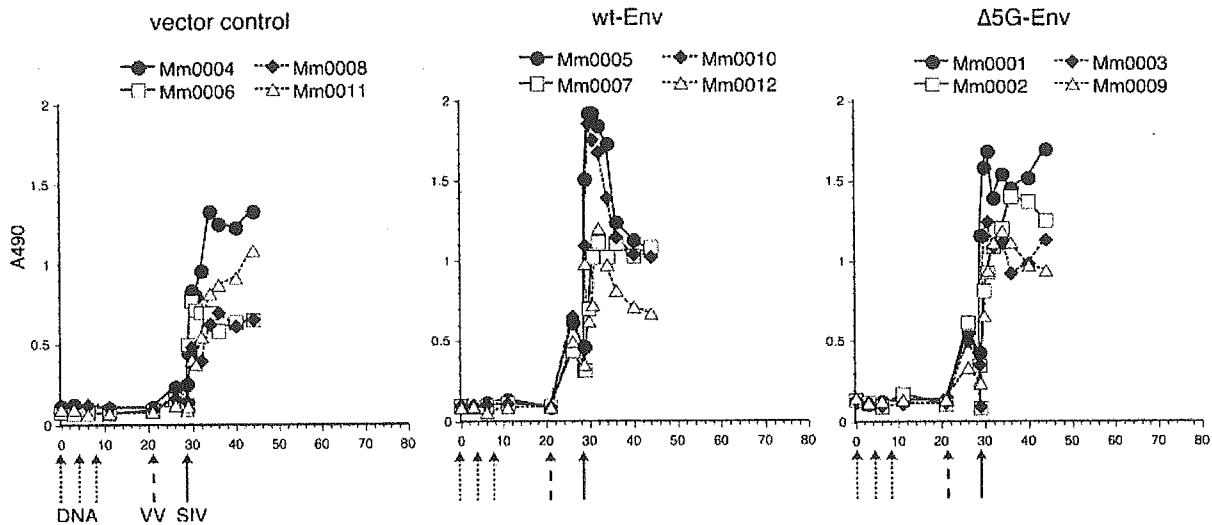 vector control
Mm0004 Mm0008
Mm0006 Mm0011
2
1.5
1
0.5
0
A490
0 10 20 30 40 50 60 70 80
DNA VV SIV
wt-Env
Mm0005 Mm0010
Mm0007 Mm0012
2
1.5
1
0.5
0
0 10 20 30 40 50 60 70 80
Δ5G-Env
Mm0001 Mm0003
Mm0002 Mm0009
2
1.5
1
0.5
0
0 10 20 30 40 50 60 70 80